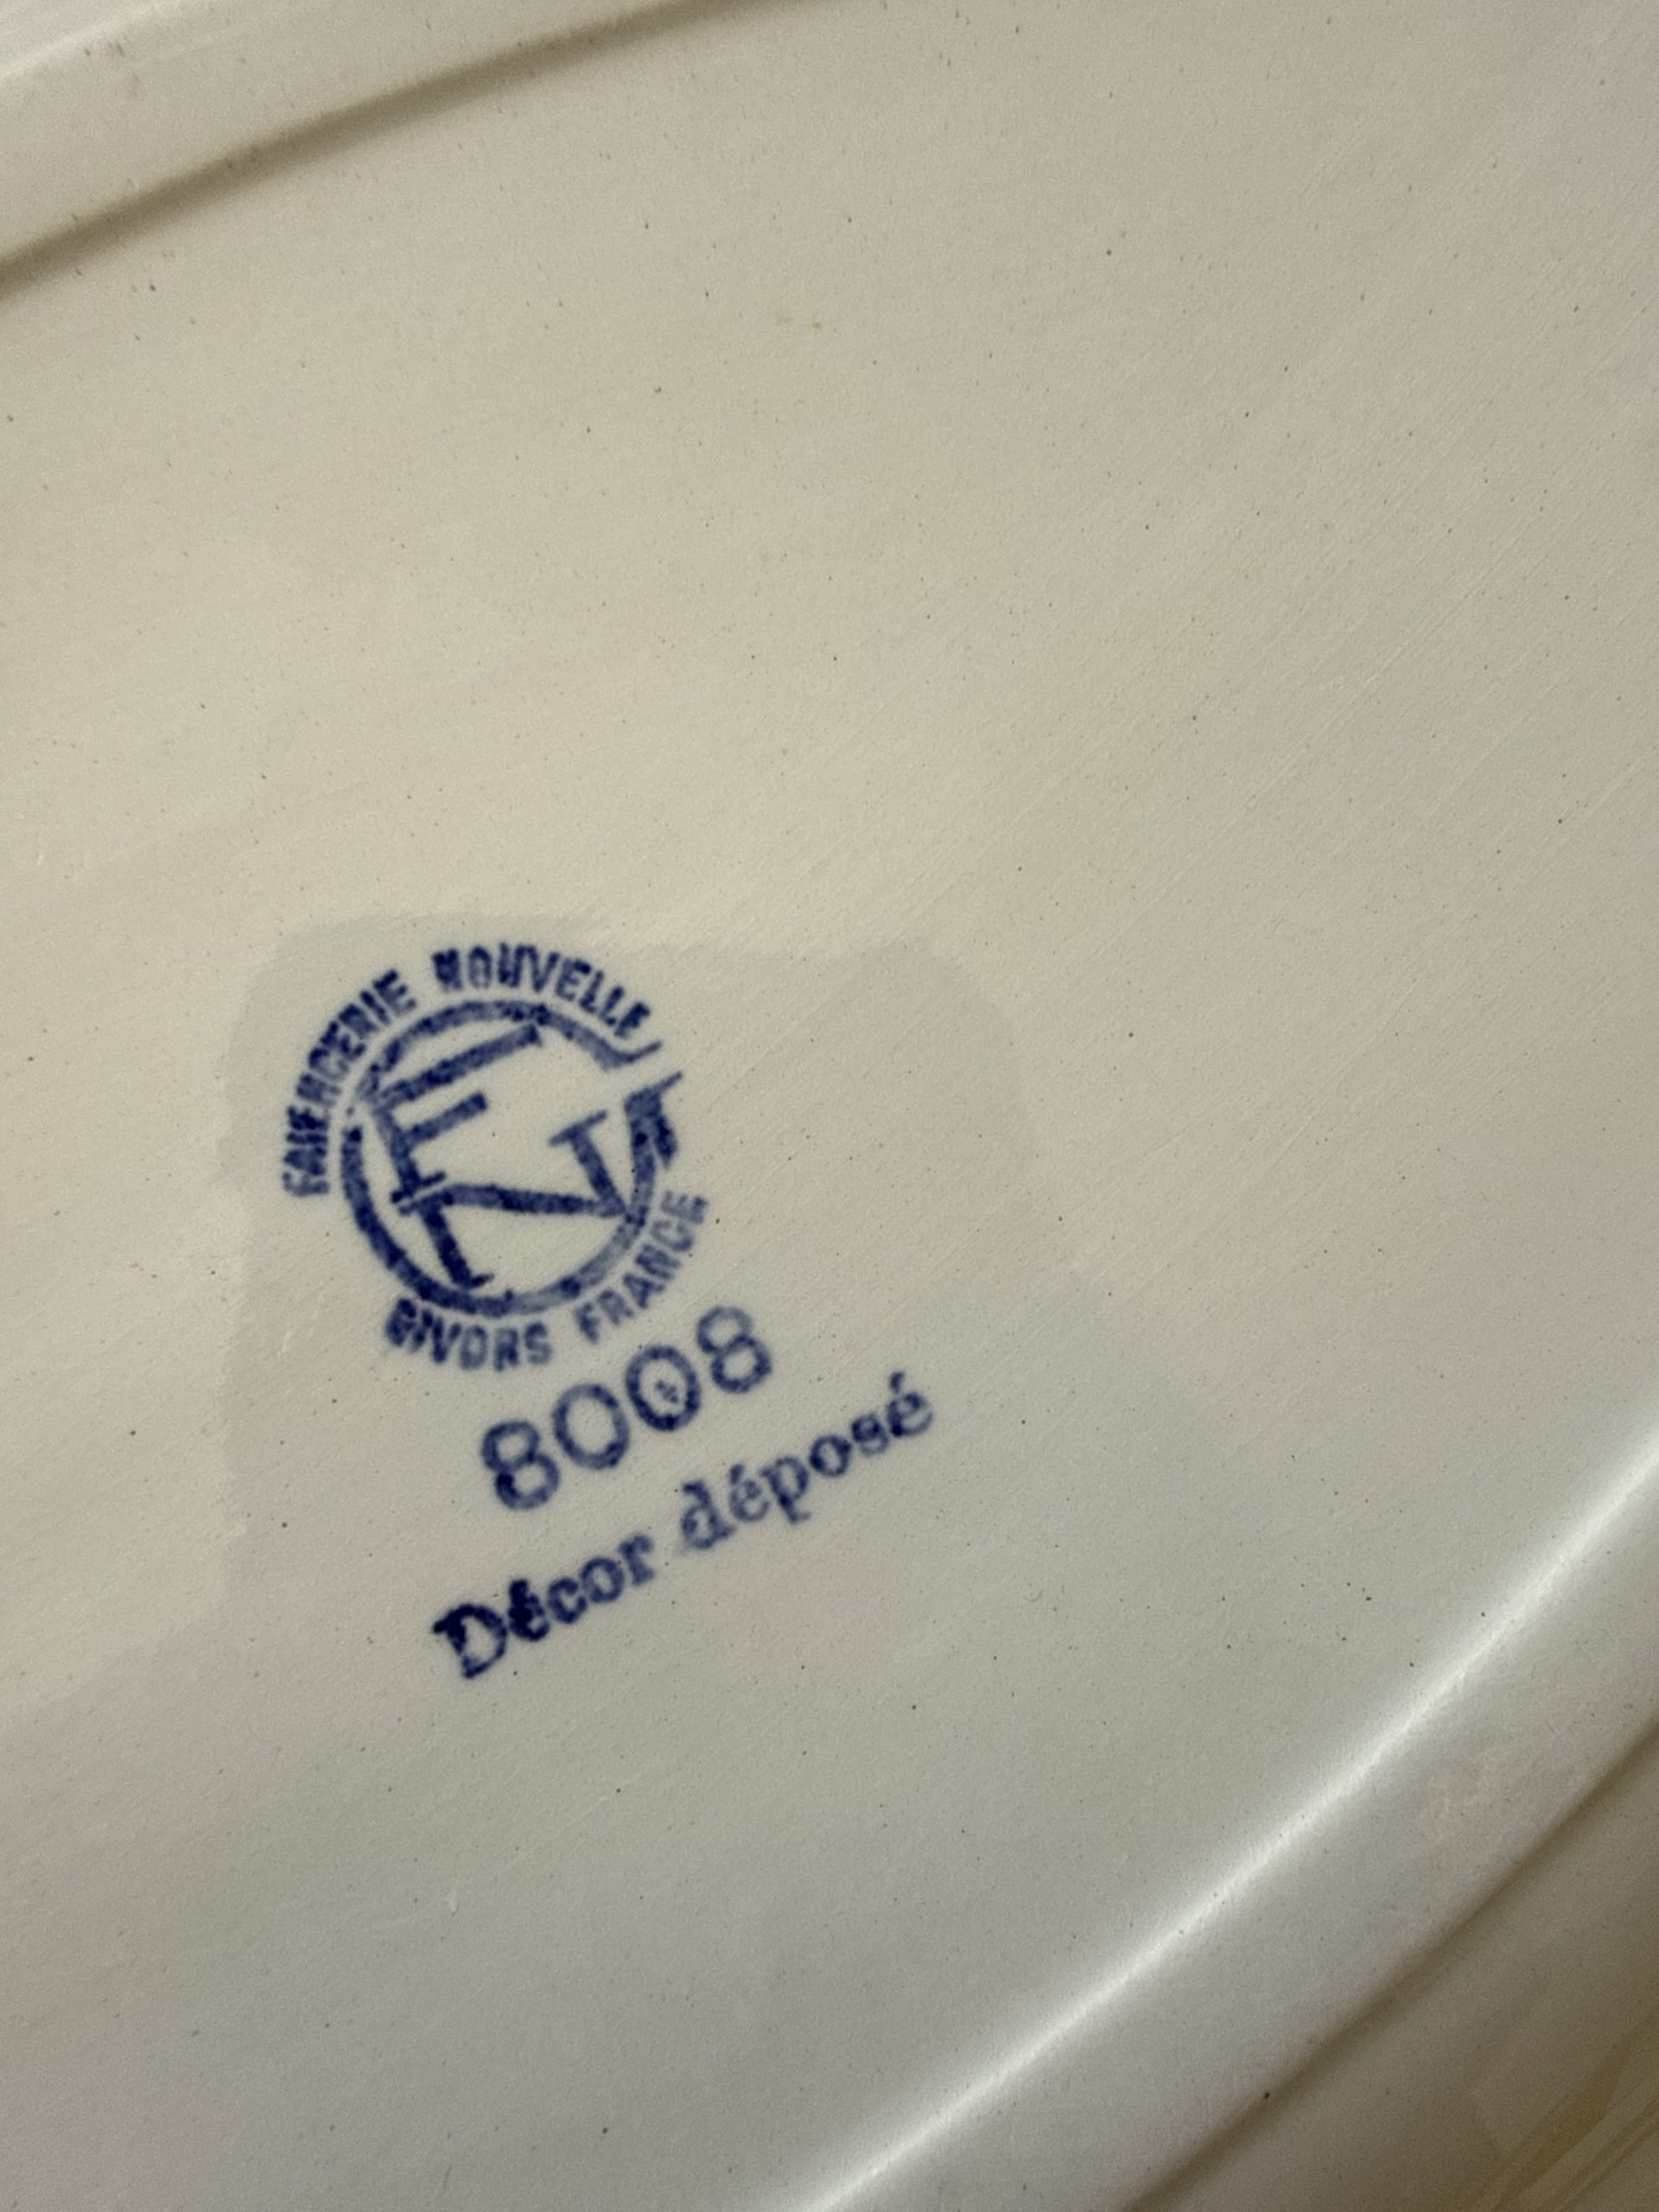 FAIENCERIE NOUVELLE
FN
GIVORS FRANCE
8008
Décor déposé